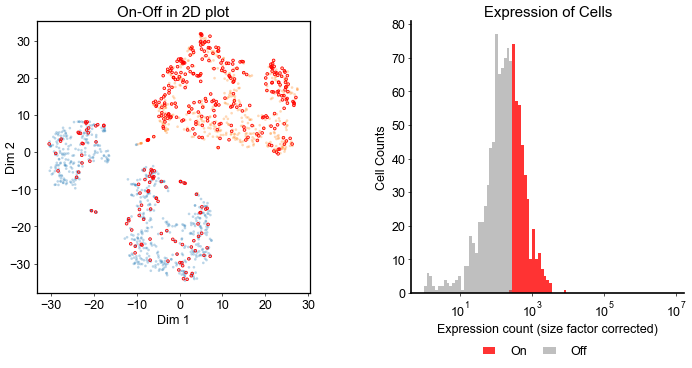 On-Off in 2D plot
Dim 2
30
20
10
0
−10
−20
−30
−30 −20 −10 0 10 20 30
Dim 1
Expression of Cells
Cell Counts
80
70
60
50
40
30
20
10
0
10^1 10^3 10^5 10^7
Expression count (size factor corrected)
On Off